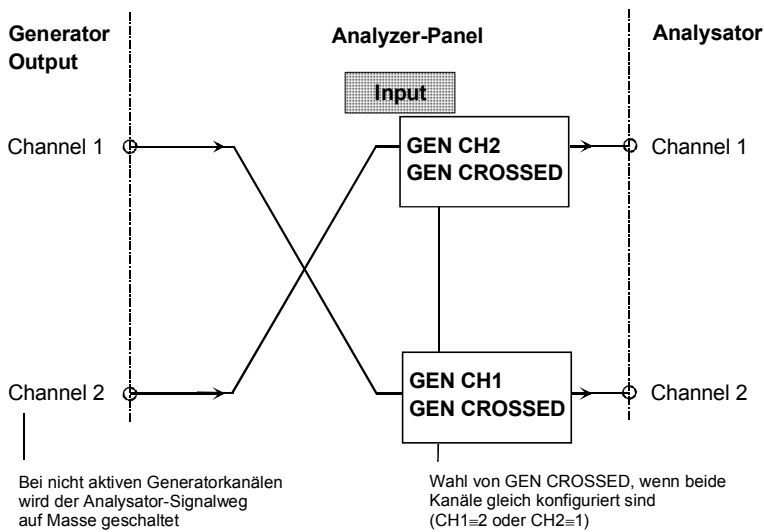 Generator
Output
Analyzer-Panel
Analysator
Input
Channel 1
GEN CH2
GEN CROSSED
Channel 1
Channel 2
GEN CH1
GEN CROSSED
Channel 2
Bei nicht aktiven Generatorkanälen
wird der Analysator-Signalweg
auf Masse geschaltet
Wahl von GEN CROSSED, wenn beide
Kanäle gleich konfiguriert sind
(CH1≡2 oder CH2≡1)